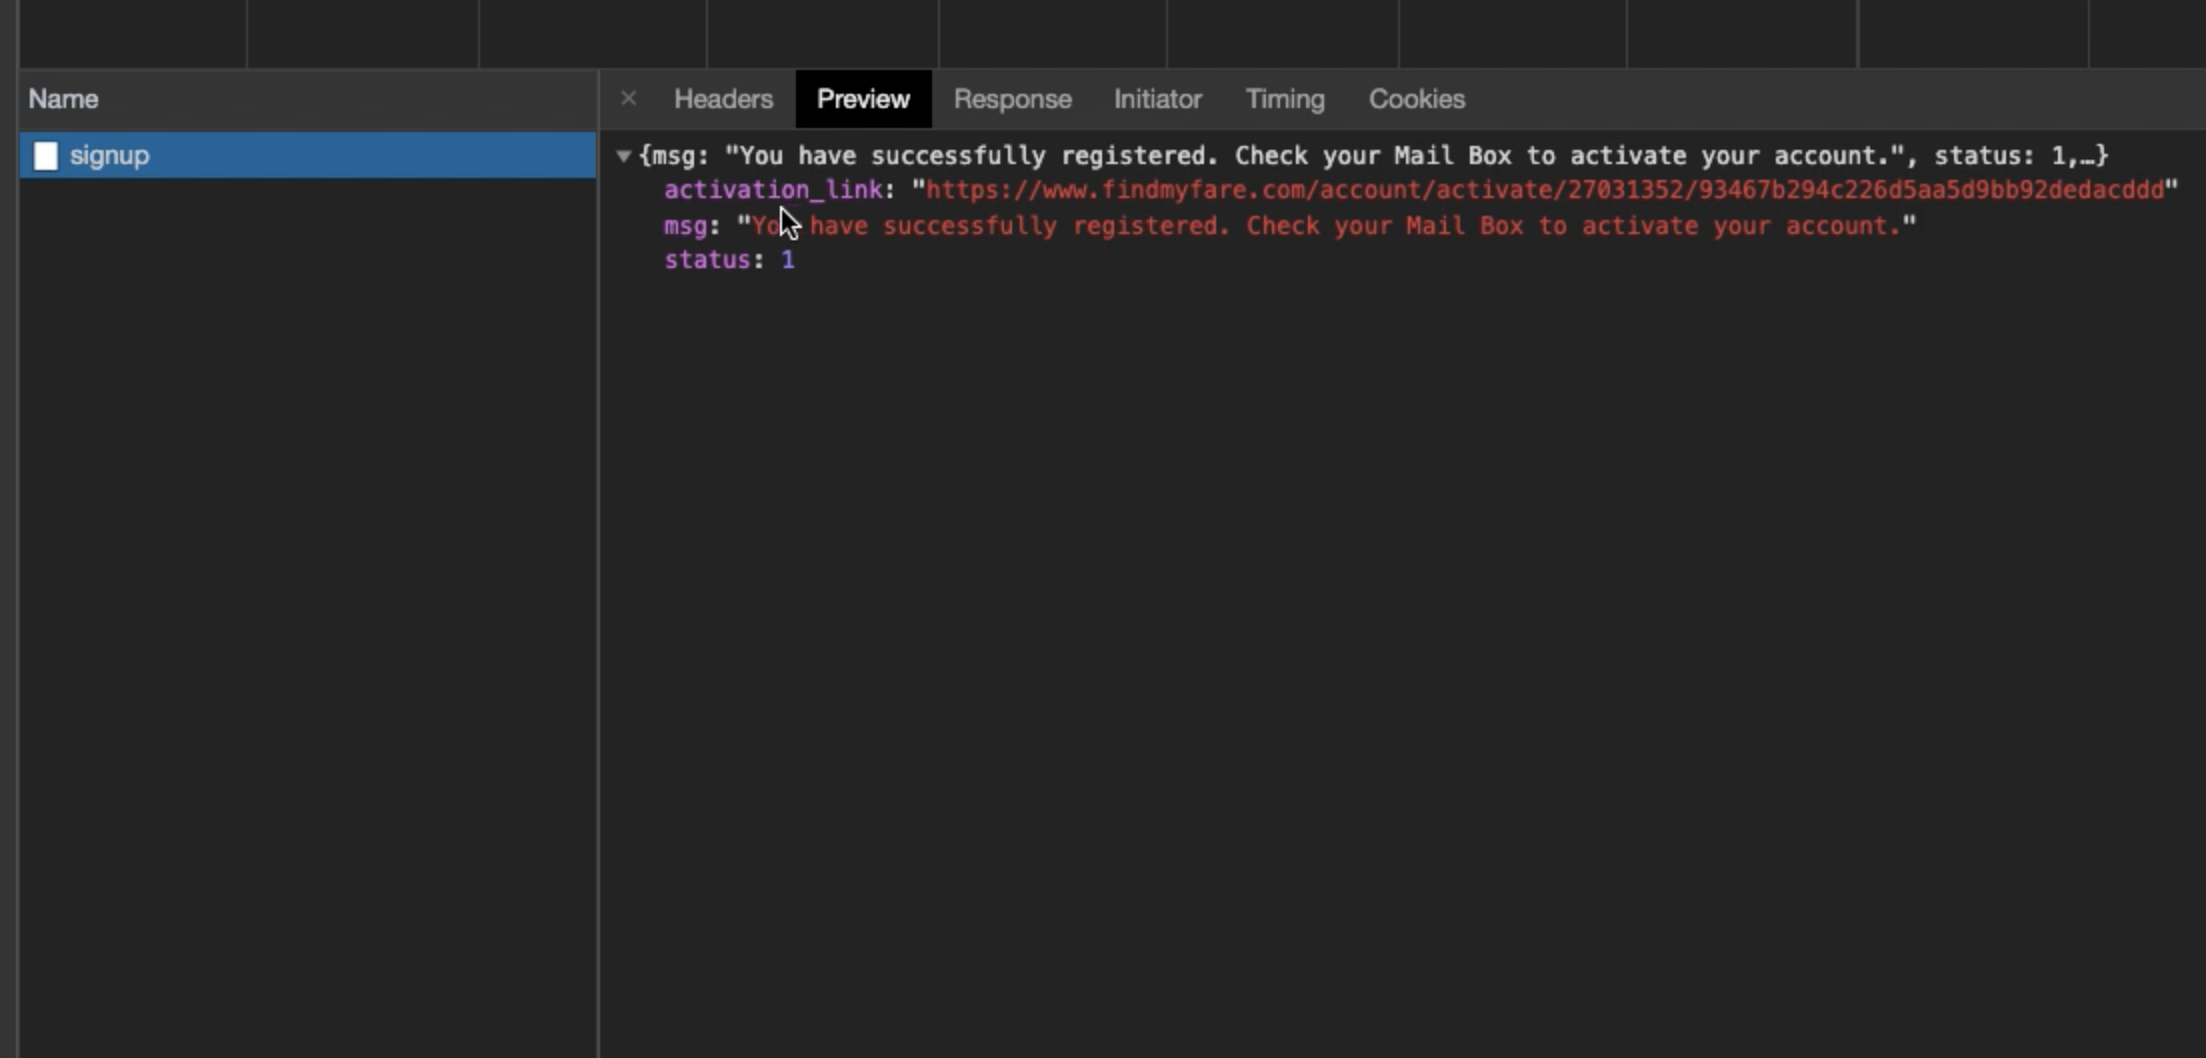 Name
× Headers Preview Response Initiator Timing Cookies
signup
{msg: "You have successfully registered. Check your Mail Box to activate your account.", status: 1,…}
activation_link: "https://www.findmyfare.com/account/activate/27031352/93467b294c226d5aa5d9bb92dedacddd"
msg: "You have successfully registered. Check your Mail Box to activate your account."
status: 1